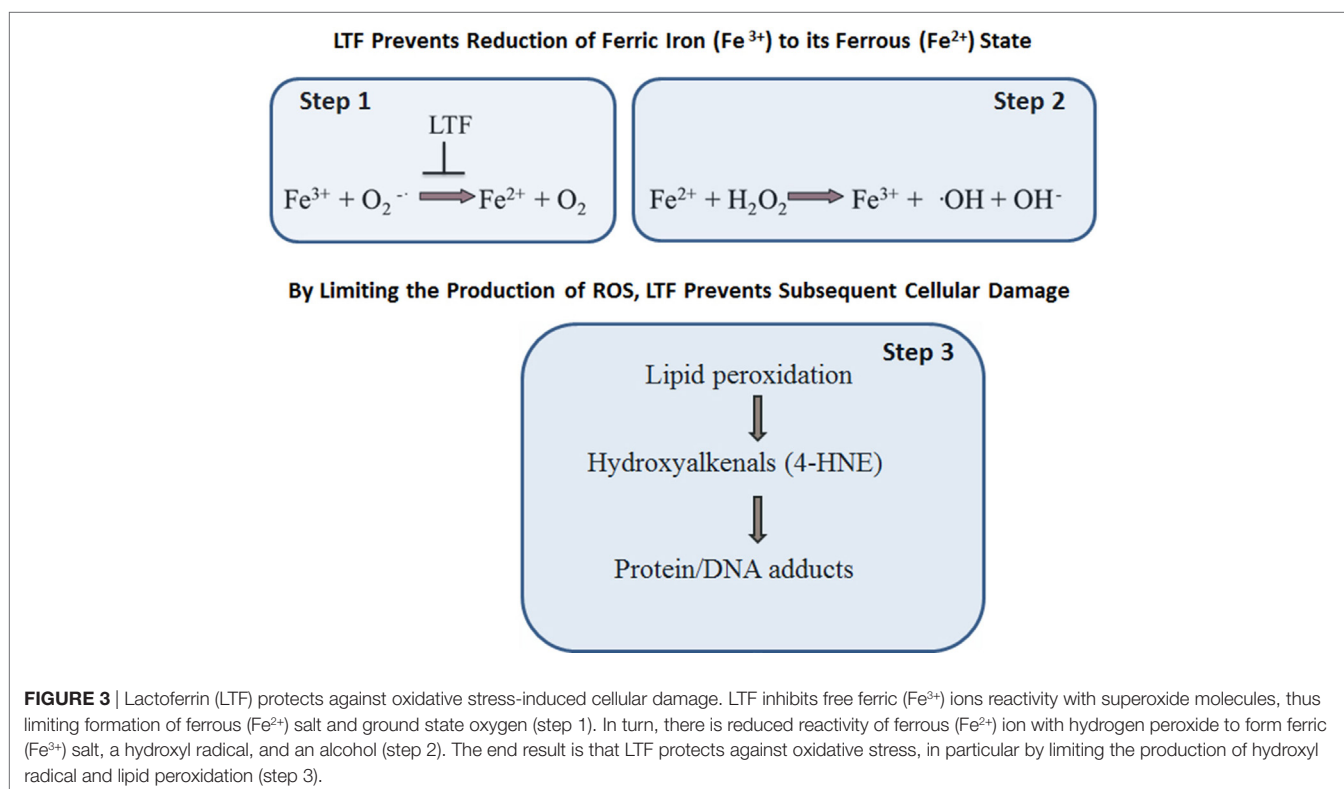 LTF Prevents Reduction of Ferric Iron (Fe³⁺) to its Ferrous (Fe²⁺) State
Step 1
LTF
Fe³⁺ + O₂⁻· Fe²⁺ + O₂
Step 2
Fe²⁺ + H₂O₂ Fe³⁺ + ·OH + OH⁻
By Limiting the Production of ROS, LTF Prevents Subsequent Cellular Damage
Step 3
Lipid peroxidation
Hydroxyalkenals (4-HNE)
Protein/DNA adducts
FIGURE 3 | Lactoferrin (LTF) protects against oxidative stress-induced cellular damage. LTF inhibits free ferric (Fe³⁺) ions reactivity with superoxide molecules, thus
limiting formation of ferrous (Fe²⁺) salt and ground state oxygen (step 1). In turn, there is reduced reactivity of ferrous (Fe²⁺) ion with hydrogen peroxide to form ferric
(Fe³⁺) salt, a hydroxyl radical, and an alcohol (step 2). The end result is that LTF protects against oxidative stress, in particular by limiting the production of hydroxyl
radical and lipid peroxidation (step 3).